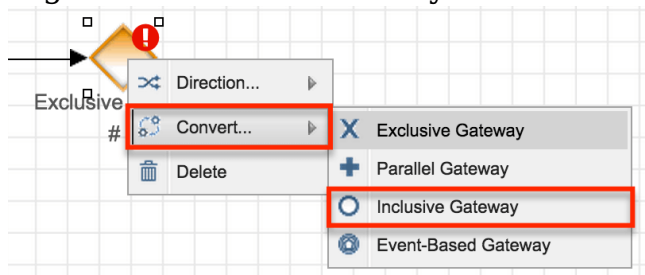 Exclusive
#
Direction...
Convert...
Delete
Exclusive Gateway
Parallel Gateway
Inclusive Gateway
Event-Based Gateway